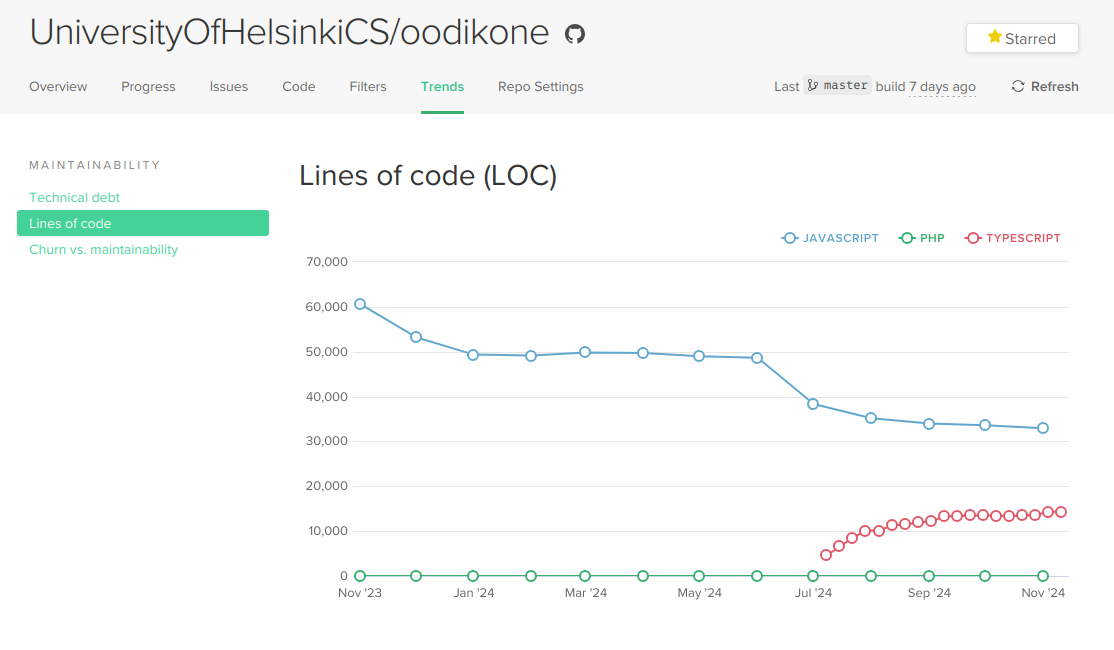 UniversityOfHelsinkiCS/oodikone
Starred
Overview Progress Issues Code Filters Trends Repo Settings Last master build 7 days ago Refresh
MAINTAINABILITY
Technical debt
Lines of code
Churn vs. maintainability
Lines of code (LOC)
JAVASCRIPT PHP TYPESCRIPT
70,000
60,000
50,000
40,000
30,000
20,000
10,000
0
Nov '23 Jan '24 Mar '24 May '24 Jul '24 Sep '24 Nov '24